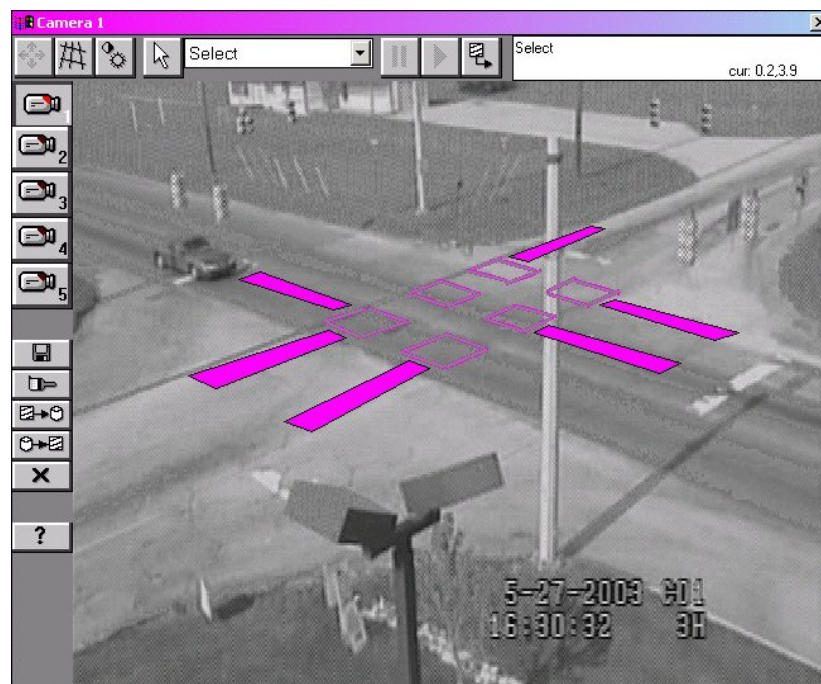 Camera 1
Select
Select
cur: 0.2,3.9
1
2
3
4
5
?
5-27-2003 C01
16:30:32 3H